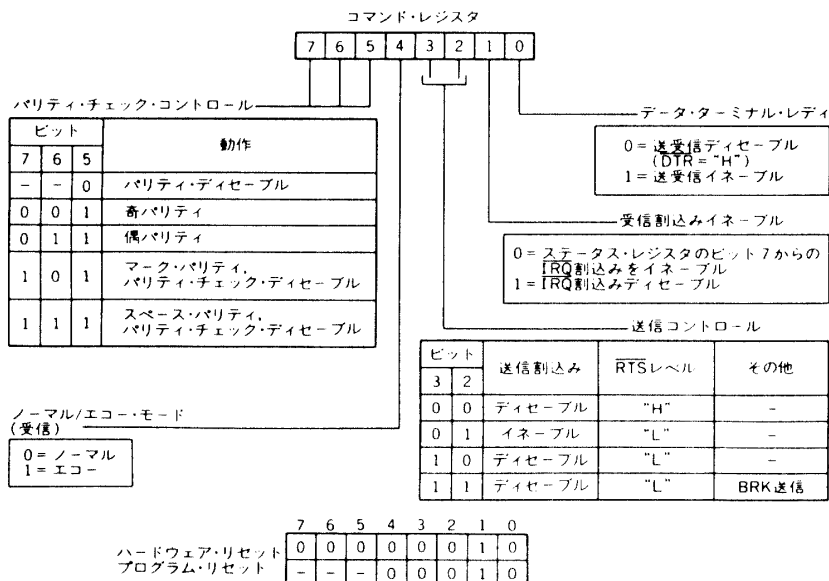 コマンド・レジスタ
7 6 5 4 3 2 1 0
パリティ・チェック・コントロール
ビット 動作
7 6 5
- - 0 パリティ・ディセーブル
0 0 1 奇パリティ
0 1 1 偶パリティ
1 0 1 マーク・パリティ,
パリティ・チェック・ディセーブル
1 1 1 スペース・パリティ,
パリティ・チェック・ディセーブル
ノーマル/エコー・モード
(受信)
0 = ノーマル
1 = エコー
データ・ターミナル・レディ
0 = 送受信ディセーブル
(DTR = "H")
1 = 送受信イネーブル
受信割込みイネーブル
0 = ステータス・レジスタのビット7からの
IRQ割込みをイネーブル
1 = IRQ割込みディセーブル
送信コントロール
ビット 送信割込み RTSレベル その他
3 2
0 0 ディセーブル "H" -
0 1 イネーブル "L" -
1 0 ディセーブル "L" -
1 1 ディセーブル "L" BRK送信
7 6 5 4 3 2 1 0
ハードウェア・リセット 0 0 0 0 0 0 1 0
プログラム・リセット - - - 0 0 0 1 0